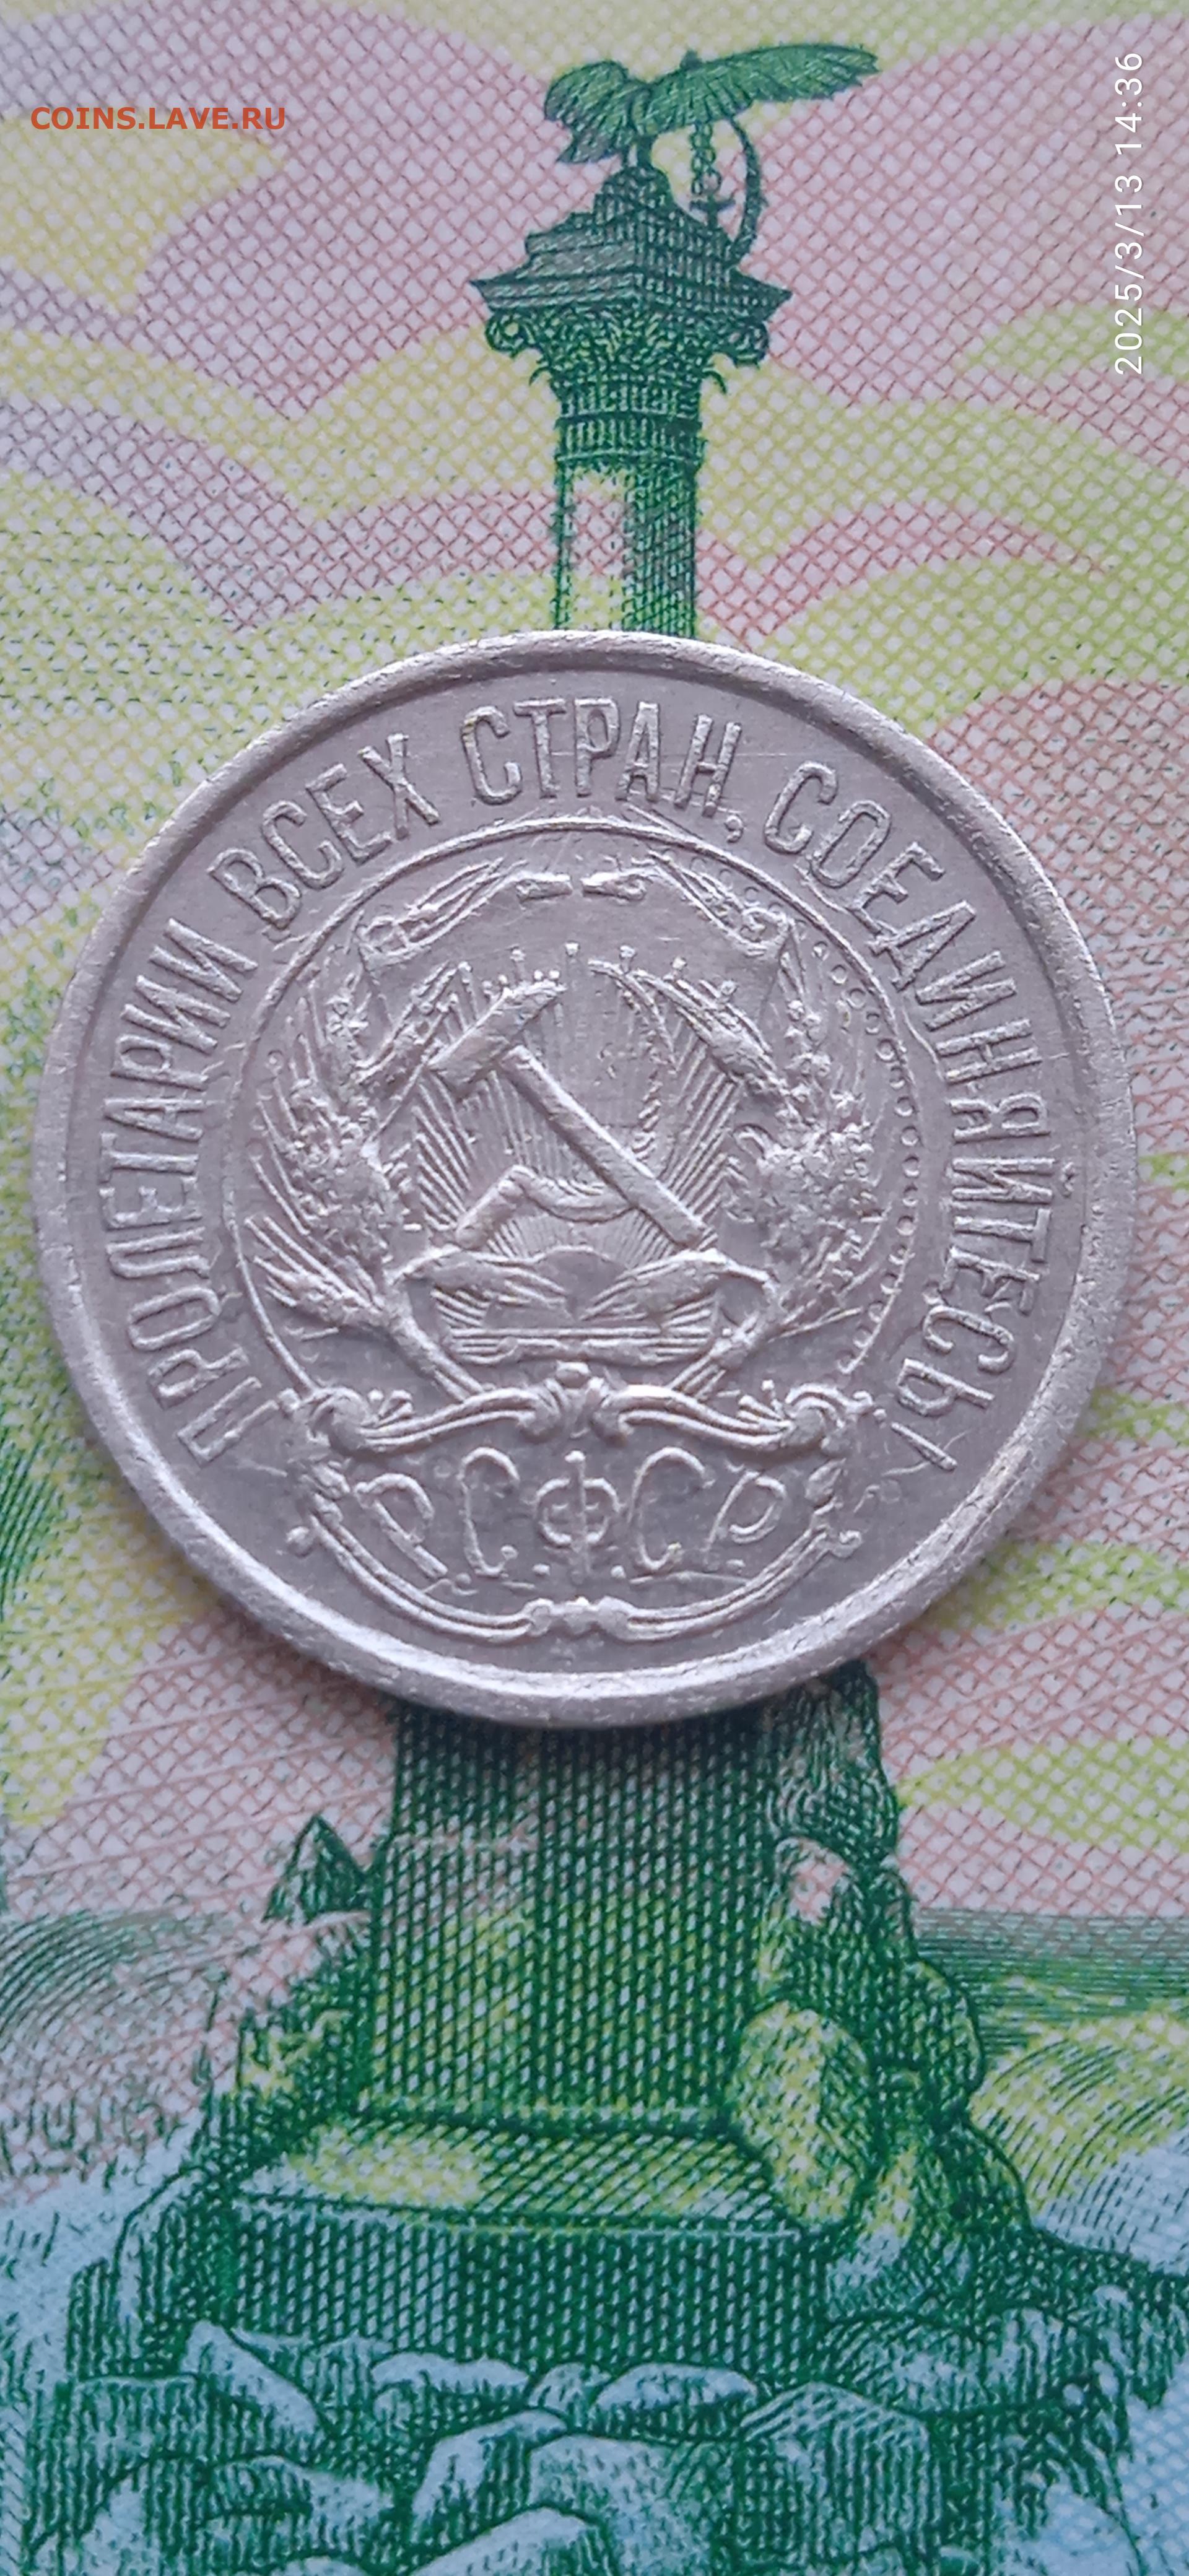 COINS.LAVE.RU
2025/3/13 14:36
ПРОЛЕТАРИИ ВСЕХ СТРАН, СОЕДИНЯЙТЕСЬ!
Р.С.Ф.С.Р.